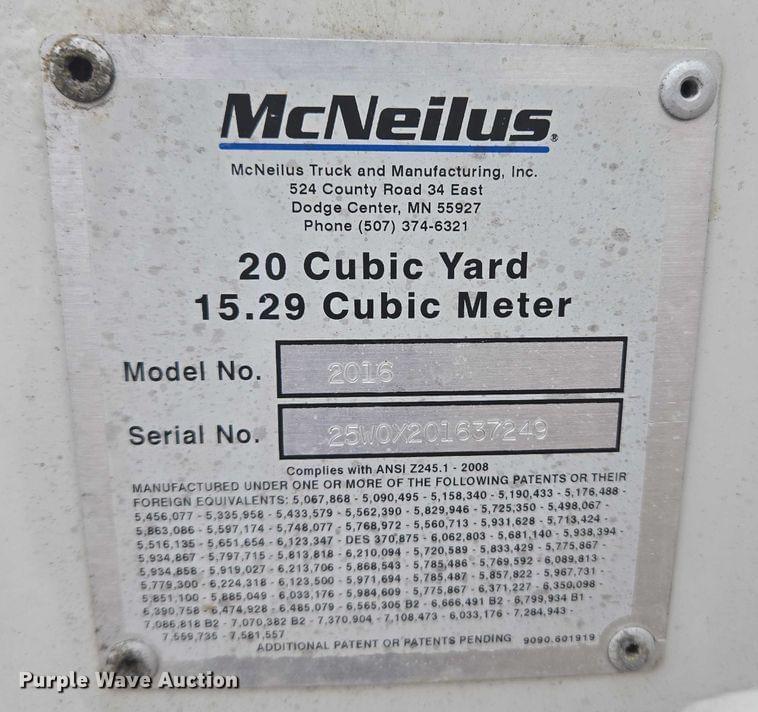 McNeilus®
McNeilus Truck and Manufacturing, Inc.
524 County Road 34 East
Dodge Center, MN 55927
Phone (507) 374-6321
20 Cubic Yard
15.29 Cubic Meter
Model No. 2016
Serial No. 25WOX201637249
Complies with ANSI Z245.1 - 2008
MANUFACTURED UNDER ONE OR MORE OF THE FOLLOWING PATENTS OR THEIR
FOREIGN EQUIVALENTS: 5,067,868 - 5,090,495 - 5,158,340 - 5,190,433 - 5,176,488 -
5,456,077 - 5,335,958 - 5,433,579 - 5,562,390 - 5,829,946 - 5,725,350 - 5,498,067 -
5,863,086 - 5,597,174 - 5,748,077 - 5,768,972 - 5,560,713 - 5,931,628 - 5,713,424 -
5,516,135 - 5,651,654 - 6,123,347 - DES 370,875 - 6,062,803 - 5,681,140 - 5,938,394 -
5,934,867 - 5,797,715 - 5,813,818 - 6,210,094 - 5,720,589 - 5,833,429 - 5,775,867 -
5,934,858 - 5,919,027 - 6,213,706 - 5,868,543 - 5,785,486 - 5,769,592 - 6,089,813 -
5,779,300 - 6,224,318 - 6,123,500 - 5,971,694 - 5,785,487 - 5,857,822 - 5,967,731 -
5,851,100 - 5,885,049 - 6,033,176 - 5,984,609 - 5,775,867 - 6,371,227 - 6,350,098 -
6,390,758 - 6,474,928 - 6,485,079 - 6,565,305 B2 - 6,666,491 B2 - 6,799,934 B1 -
7,086,818 B2 - 7,070,382 B2 - 7,370,904 - 7,108,473 - 6,033,176 - 7,284,943 -
7,559,735 - 7,581,557
ADDITIONAL PATENT OR PATENTS PENDING 9090.601919
Purple Wave Auction